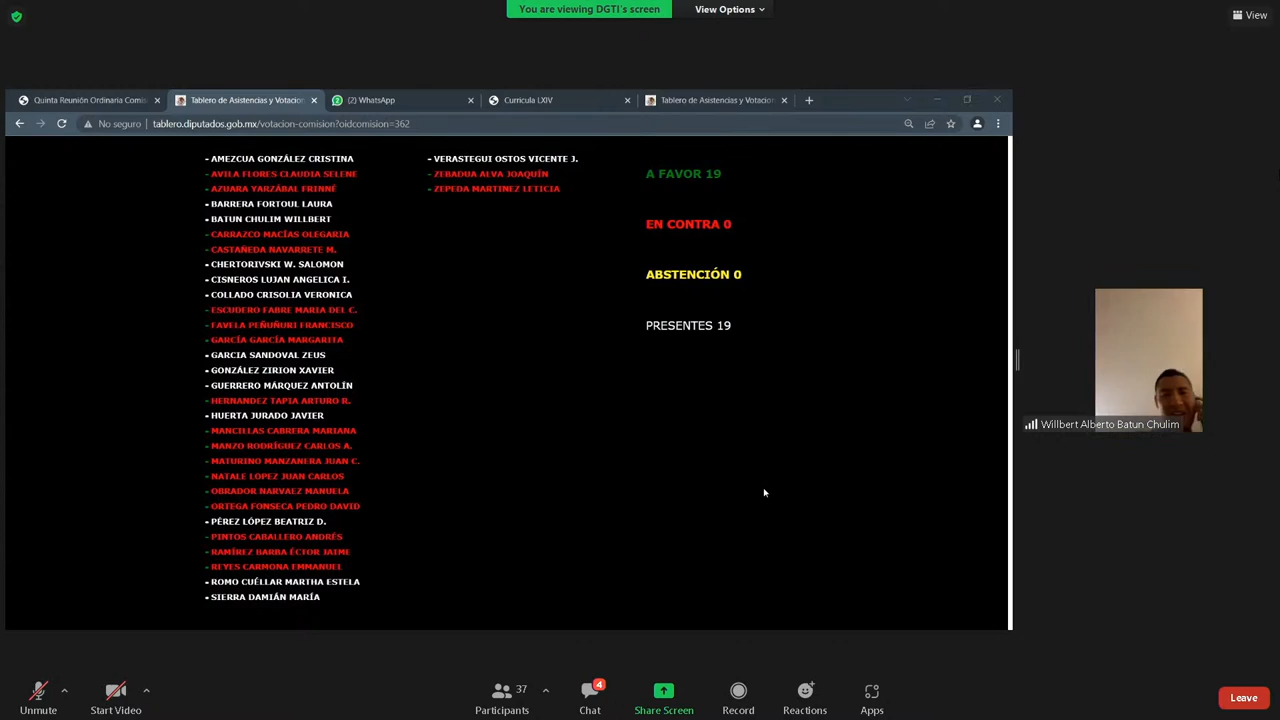 You are viewing DGTI's screen
View Options
View
Quinta Reunión Ordinaria Comis
Tablero de Asistencias y Votacion
(2) WhatsApp
Curricula LXIV
Tablero de Asistencias y Votacion
No seguro
tablero.diputados.gob.mx/votacion-comision?oidcomision=362
- AMEZCUA GONZÁLEZ CRISTINA
- AVILA FLORES CLAUDIA SELENE
- AZUARA YARZÁBAL FRINNÉ
- BARRERA FORTOUL LAURA
- BATUN CHULIM WILLBERT
- CARRAZCO MACÍAS OLEGARIA
- CASTAÑEDA NAVARRETE M.
- CHERTORIVSKI W. SALOMON
- CISNEROS LUJAN ANGELICA I.
- COLLADO CRISOLIA VERONICA
- ESCUDERO FABRE MARIA DEL C.
- FAVELA PEÑUÑURI FRANCISCO
- GARCÍA GARCÍA MARGARITA
- GARCIA SANDOVAL ZEUS
- GONZÁLEZ ZIRION XAVIER
- GUERRERO MÁRQUEZ ANTOLÍN
- HERNANDEZ TAPIA ARTURO R.
- HUERTA JURADO JAVIER
- MANCILLAS CABRERA MARIANA
- MANZO RODRÍGUEZ CARLOS A.
- MATURINO MANZANERA JUAN C.
- NATALE LOPEZ JUAN CARLOS
- OBRADOR NARVAEZ MANUELA
- ORTEGA FONSECA PEDRO DAVID
- PÉREZ LÓPEZ BEATRIZ D.
- PINTOS CABALLERO ANDRÉS
- RAMÍREZ BARBA ÉCTOR JAIME
- REYES CARMONA EMMANUEL
- ROMO CUÉLLAR MARTHA ESTELA
- SIERRA DAMIÁN MARÍA
- VERASTEGUI OSTOS VICENTE J.
- ZEBADUA ALVA JOAQUÍN
- ZEPEDA MARTINEZ LETICIA
A FAVOR 19
EN CONTRA 0
ABSTENCIÓN 0
PRESENTES 19
Willbert Alberto Batun Chulim
Unmute
Start Video
37
Participants
4
Chat
Share Screen
Record
Reactions
Apps
Leave